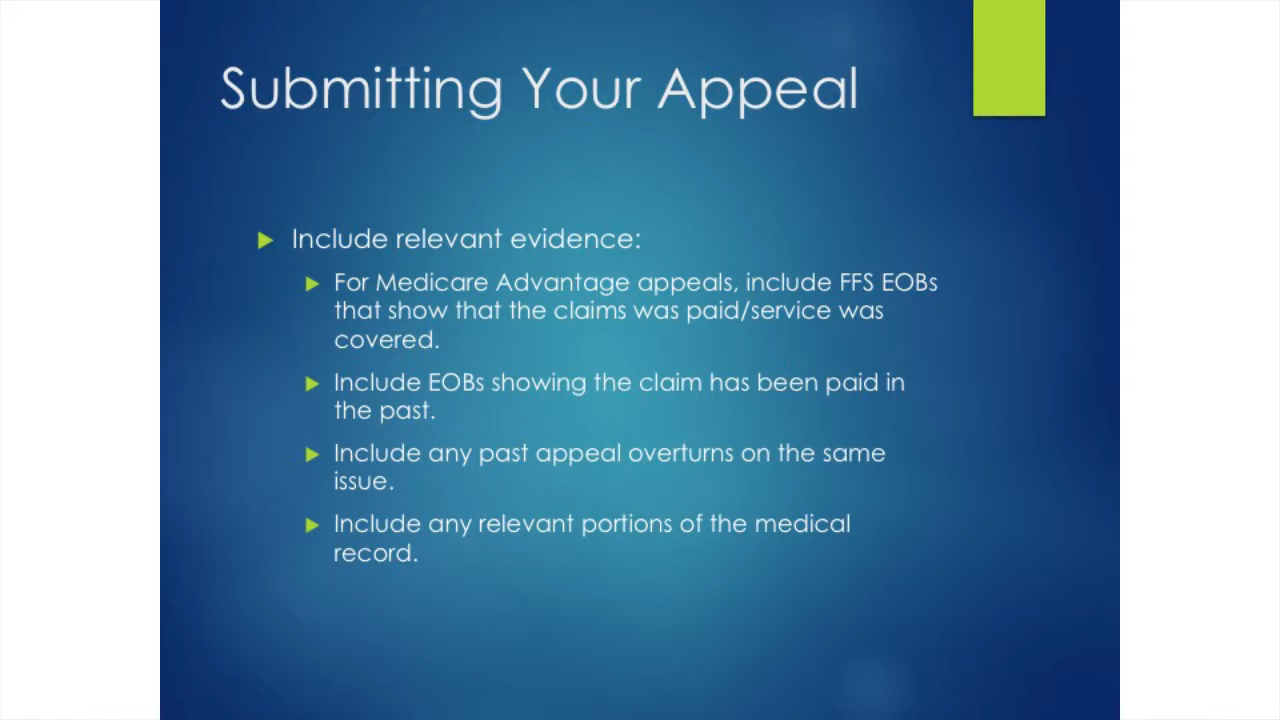 Submitting Your Appeal
Include relevant evidence:
For Medicare Advantage appeals, include FFS EOBs
that show that the claims was paid/service was
covered.
Include EOBs showing the claim has been paid in
the past.
Include any past appeal overturns on the same
issue.
Include any relevant portions of the medical
record.